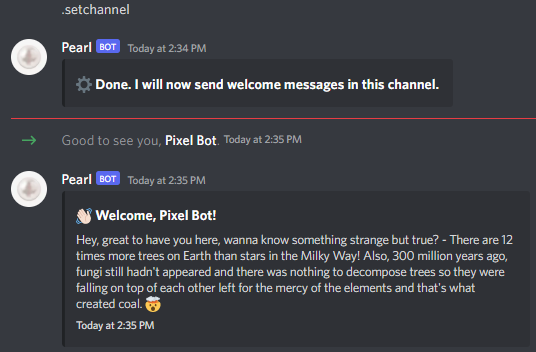 .setchannel
Pearl BOT Today at 2:34 PM
Done. I will now send welcome messages in this channel.
Good to see you, Pixel Bot. Today at 2:35 PM
Pearl BOT Today at 2:35 PM
Welcome, Pixel Bot!
Hey, great to have you here, wanna know something strange but true? - There are 12
times more trees on Earth than stars in the Milky Way! Also, 300 million years ago,
fungi still hadn't appeared and there was nothing to decompose trees so they were
falling on top of each other left for the mercy of the elements and that's what
created coal. 🤯
Today at 2:35 PM